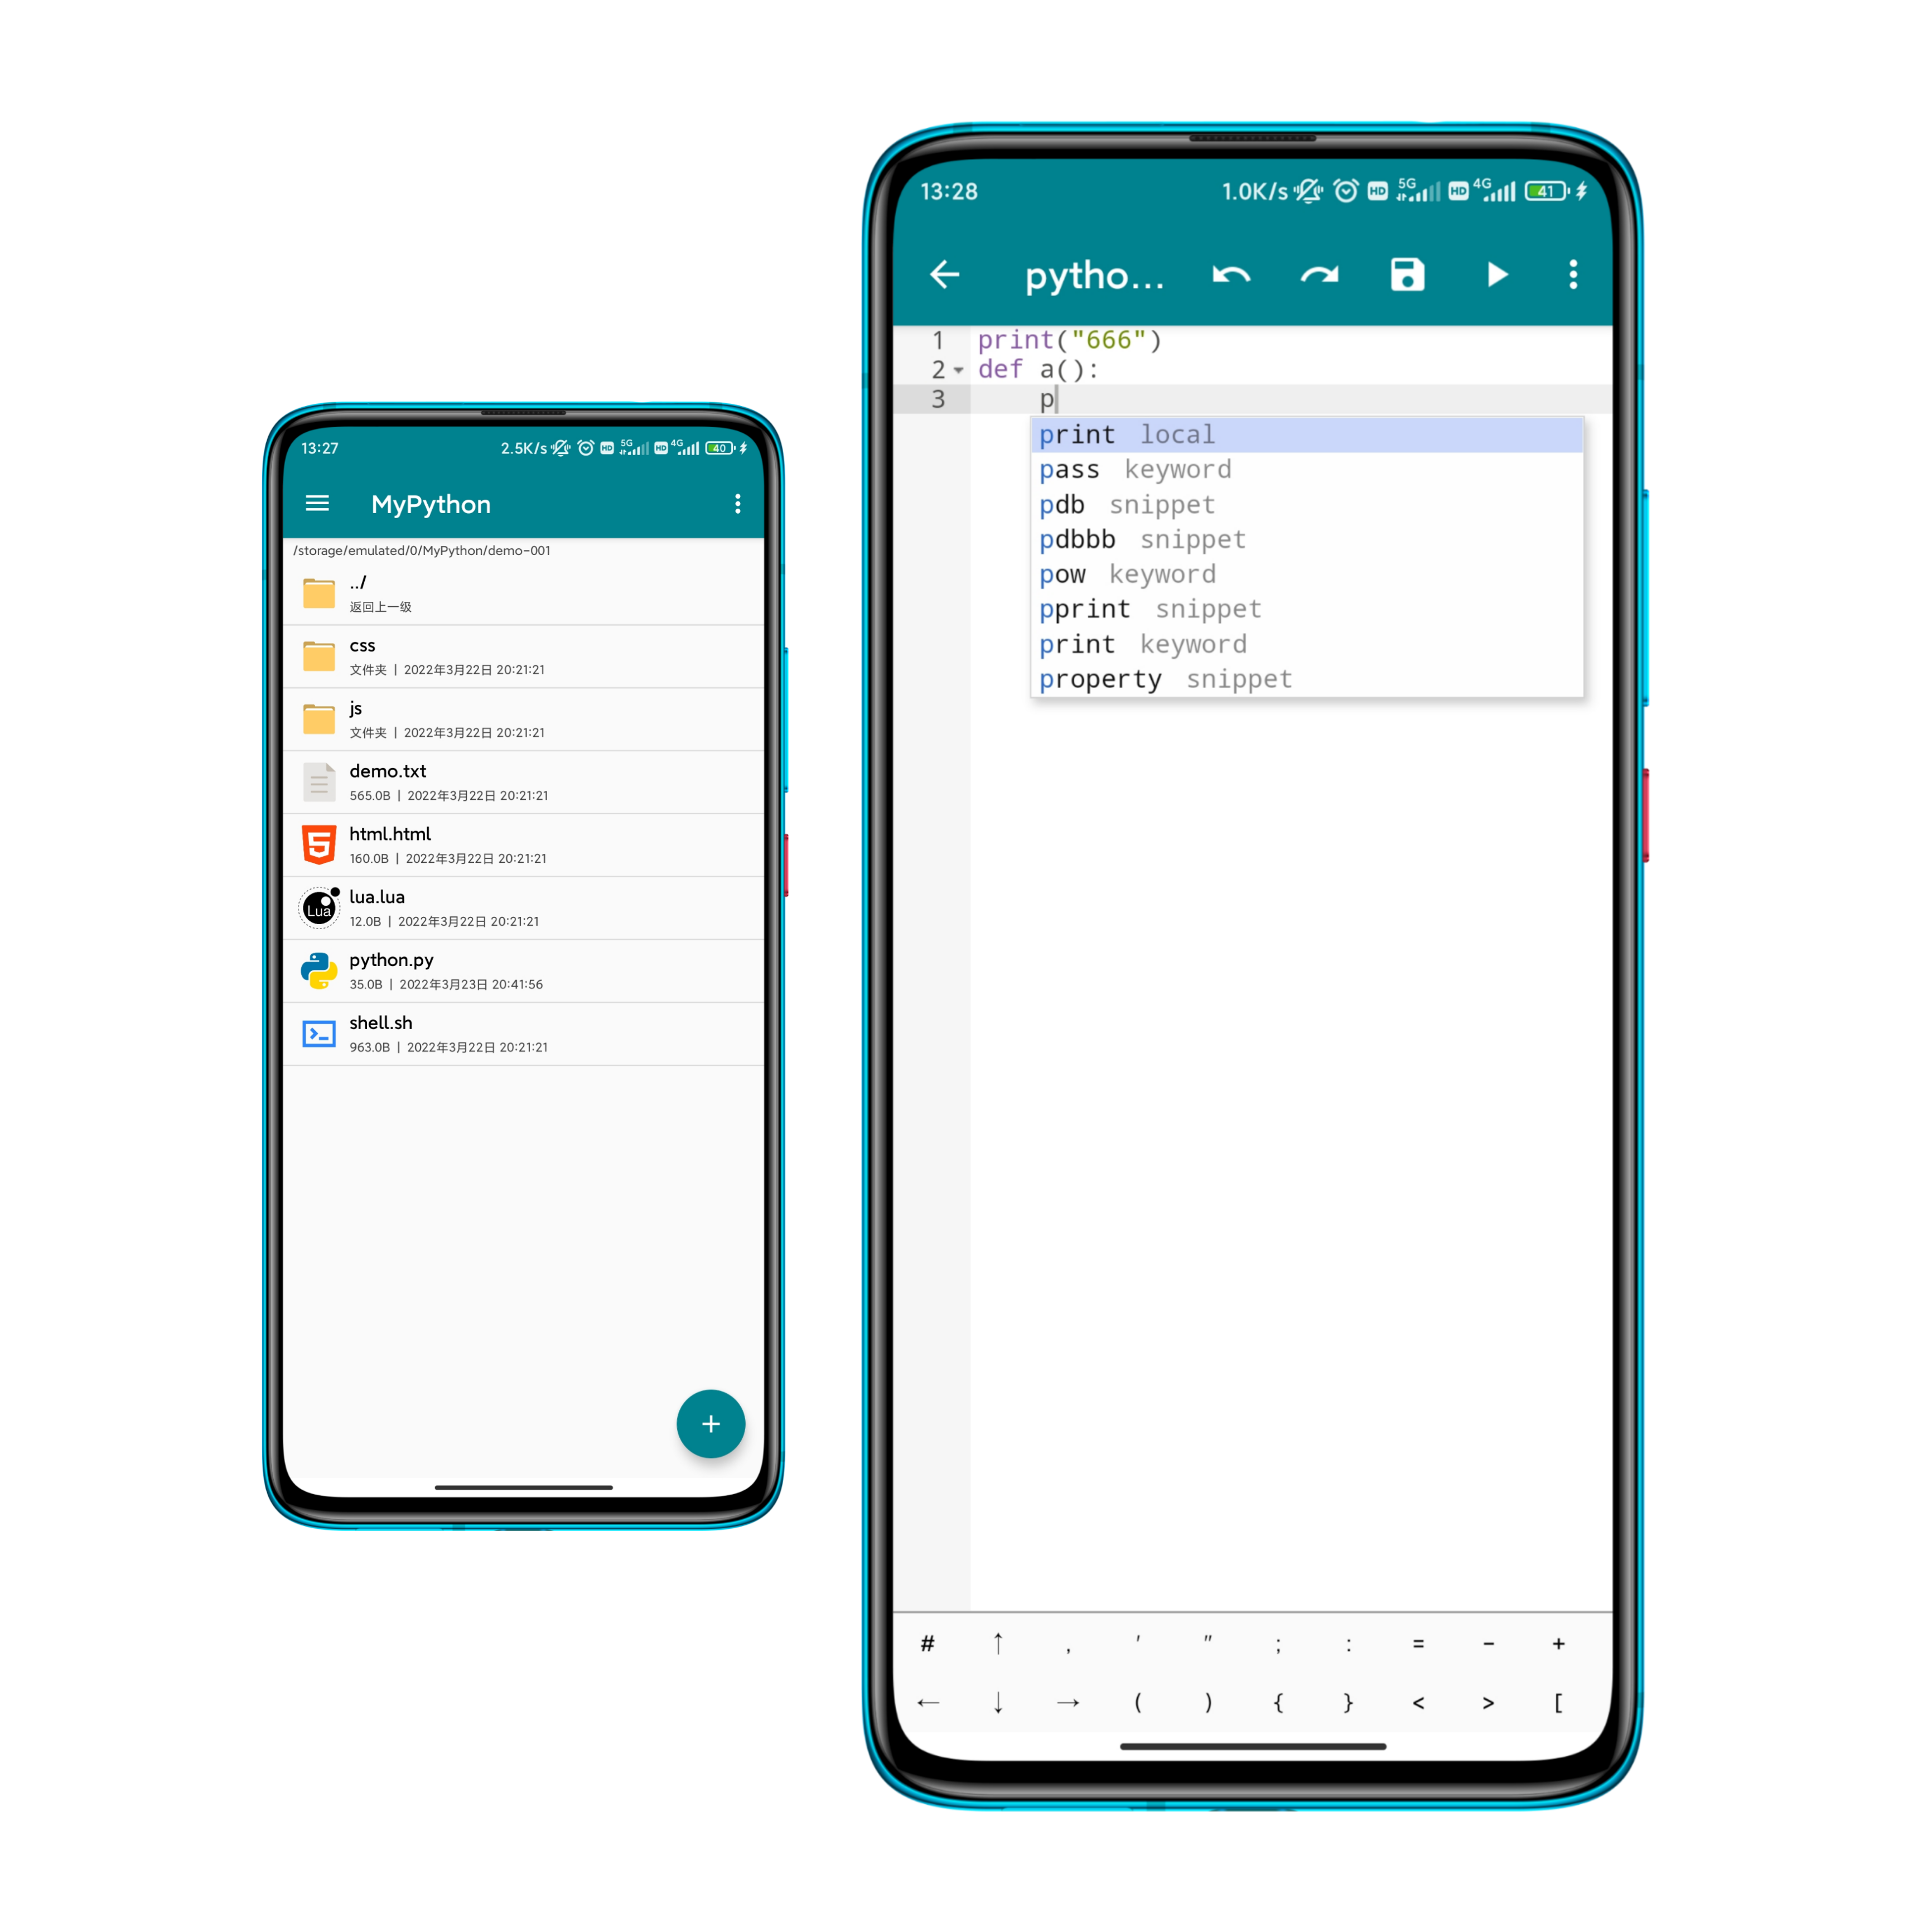 13:27 2.5K/s HD 5G HD 4G 40
MyPython
/storage/emulated/0/MyPython/demo-001
../
返回上一级
css
文件夹 | 2022年3月22日 20:21:21
js
文件夹 | 2022年3月22日 20:21:21
demo.txt
565.0B | 2022年3月22日 20:21:21
html.html
160.0B | 2022年3月22日 20:21:21
Lua
lua.lua
12.0B | 2022年3月22日 20:21:21
python.py
35.0B | 2022年3月23日 20:41:56
shell.sh
963.0B | 2022年3月22日 20:21:21
+
13:28 1.0K/s HD 5G HD 4G 41
pytho...
1 print("666")
2 def a():
3 p
print local
pass keyword
pdb snippet
pdbbb snippet
pow keyword
pprint snippet
print keyword
property snippet
# ↑ , ' " ; : = - +
← ↓ → ( ) { } < > [